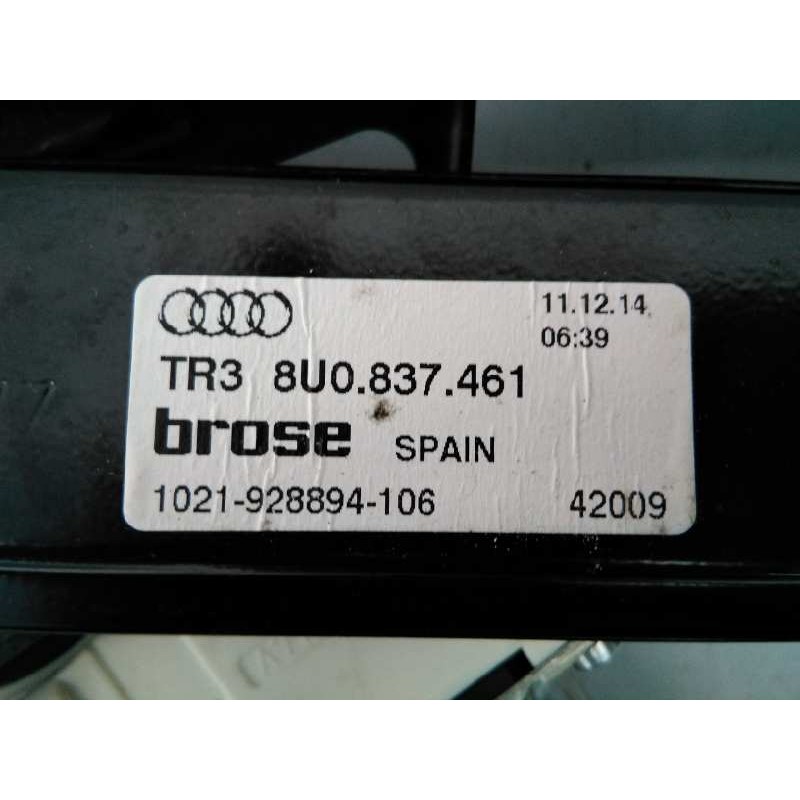 11.12.14
06:39
TR3 8U0.837.461
brose SPAIN
1021-928894-106 42009